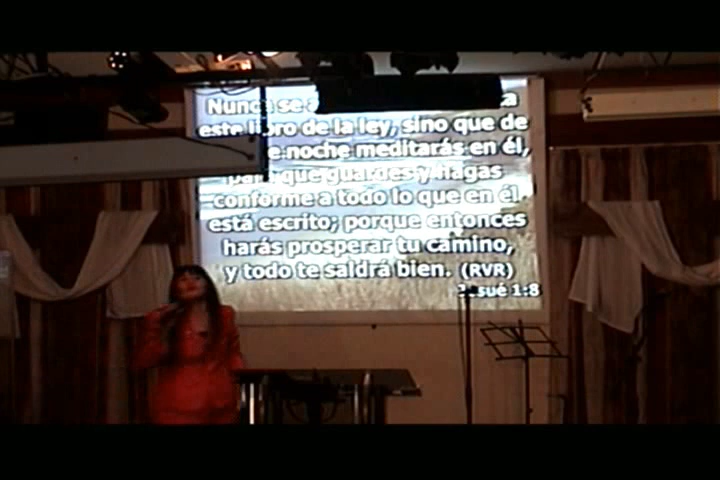 Nunca se
este libro de la ley, sino que de
e noche meditarás en él,
para que guardes y hagas
conforme a todo lo que en él
está escrito; porque entonces
harás prosperar tu camino,
y todo te saldrá bien. (RVR)
Josué 1:8